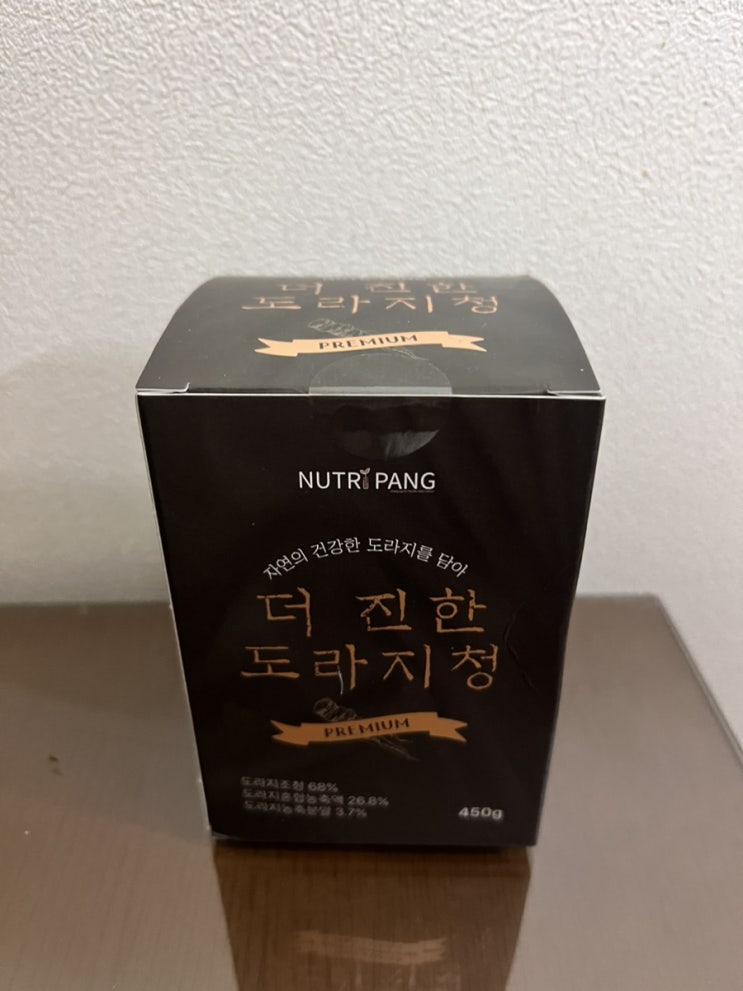 더 진한
도라지청
PREMIUM
NUTRI PANG
자연의 건강한 도라지를 담아
더 진한
도라지청
PREMIUM
도라지조청 68%
도라지혼합농축액 26.8%
도라지농축분말 3.7%
450g